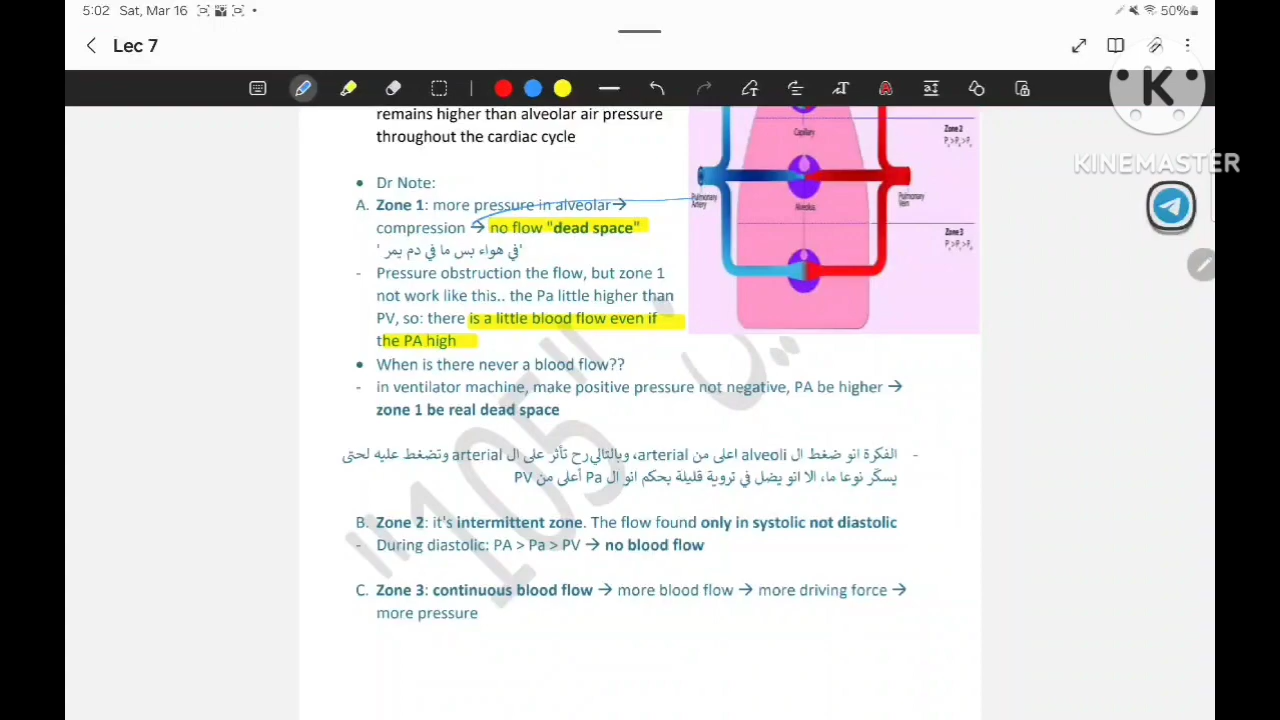 5:02 Sat, Mar 16
50%
Lec 7
KINEMASTER
remains higher than alveolar air pressure
throughout the cardiac cycle
Capillary
Zone 2
• Dr Note:
A. Zone 1: more pressure in alveolar→
compression → no flow "dead space"
' في هواء بس ما في دم يمر'
Pulmonary
Artery
Alveolus
Pulmonary
Vein
Zone 3
- Pressure obstruction the flow, but zone 1
not work like this.. the Pa little higher than
PV, so: there is a little blood flow even if
the PA high
• When is there never a blood flow??
- in ventilator machine, make positive pressure not negative, PA be higher →
zone 1 be real dead space
- الفكرة انو ضغط ال alveoli اعلى من arterial، وبالتالي رح تأثر على ال arterial وتضغط عليه لحتى
يسكّر نوعا ما، الا انو يضل في تروية قليلة بحكم انو ال Pa أعلى من PV
B. Zone 2: it's intermittent zone. The flow found only in systolic not diastolic
- During diastolic: PA > Pa > PV → no blood flow
C. Zone 3: continuous blood flow → more blood flow → more driving force →
more pressure
"105"